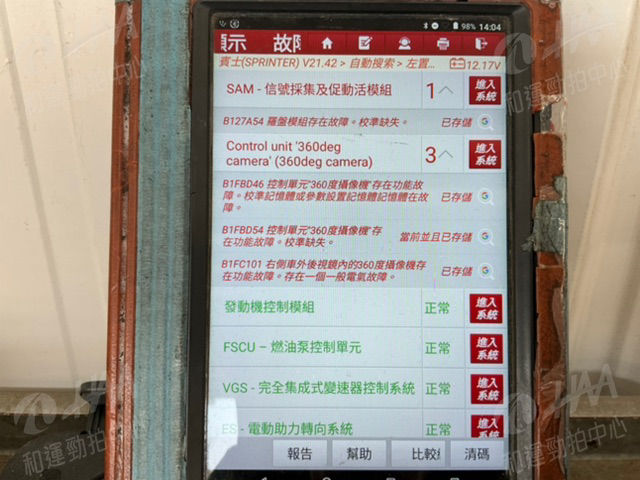 98% 14:04
顯示 故障
賓士(SPRINTER) V21.42 > 自動搜索 > 左置... 12.17V
SAM - 信號採集及促動活模組 1 進入系統
B127A54 羅盤模組存在故障。校準缺失。 已存儲
Control unit '360deg
camera' (360deg camera) 3 進入系統
B1FBD46 控制單元"360度攝像機"存在功能故
障。校準記憶體或參數設置記憶體記憶體在故
障。 已存儲
B1FBD54 控制單元"360度攝像機"存
在功能故障。校準缺失。 當前並且已存儲
B1FC101 右側車外後視鏡內的360度攝像機存
在功能故障。存在一個一般電氣故障。 已存儲
發動機控制模組 正常 進入系統
FSCU – 燃油泵控制單元 正常 進入系統
VGS - 完全集成式變速器控制系統 正常 進入系統
ES - 電動助力轉向系統 正常 進入系統
報告 幫助 比較 清碼
和運勁拍中心